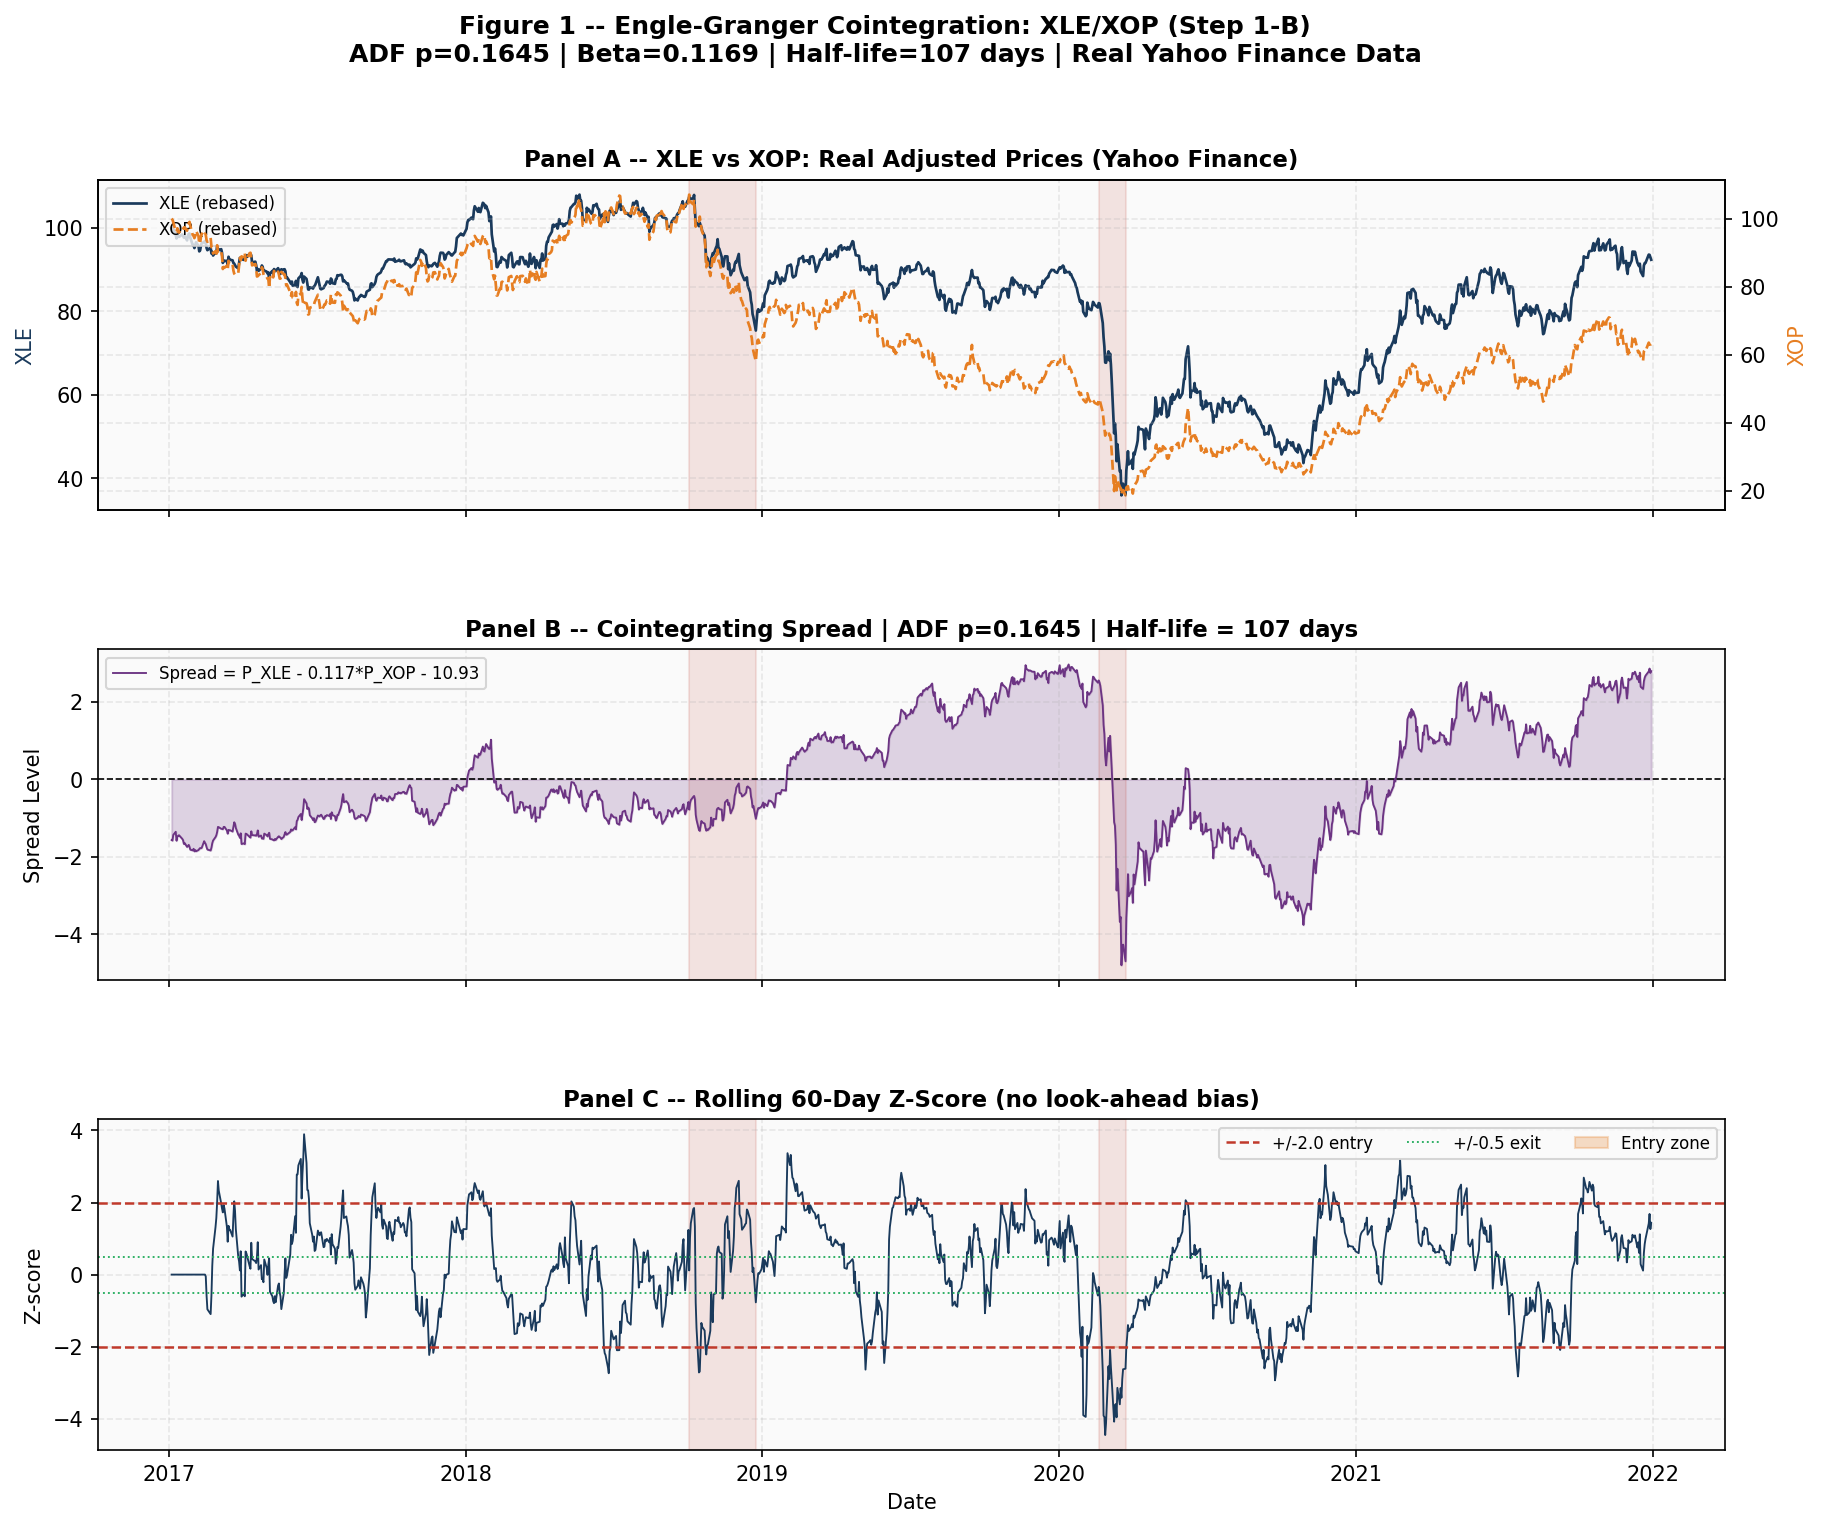 Figure 1 -- Engle-Granger Cointegration: XLE/XOP (Step 1-B)
ADF p=0.1645 | Beta=0.1169 | Half-life=107 days | Real Yahoo Finance Data
Panel A -- XLE vs XOP: Real Adjusted Prices (Yahoo Finance)
XLE (rebased)
XOP (rebased)
100
80
60
40
XLE
100
80
60
40
20
XOP
Panel B -- Cointegrating Spread | ADF p=0.1645 | Half-life = 107 days
Spread = P_XLE - 0.117*P_XOP - 10.93
2
0
−2
−4
Spread Level
Panel C -- Rolling 60-Day Z-Score (no look-ahead bias)
+/-2.0 entry
+/-0.5 exit
Entry zone
4
2
0
−2
−4
Z-score
2017
2018
2019
2020
2021
2022
Date